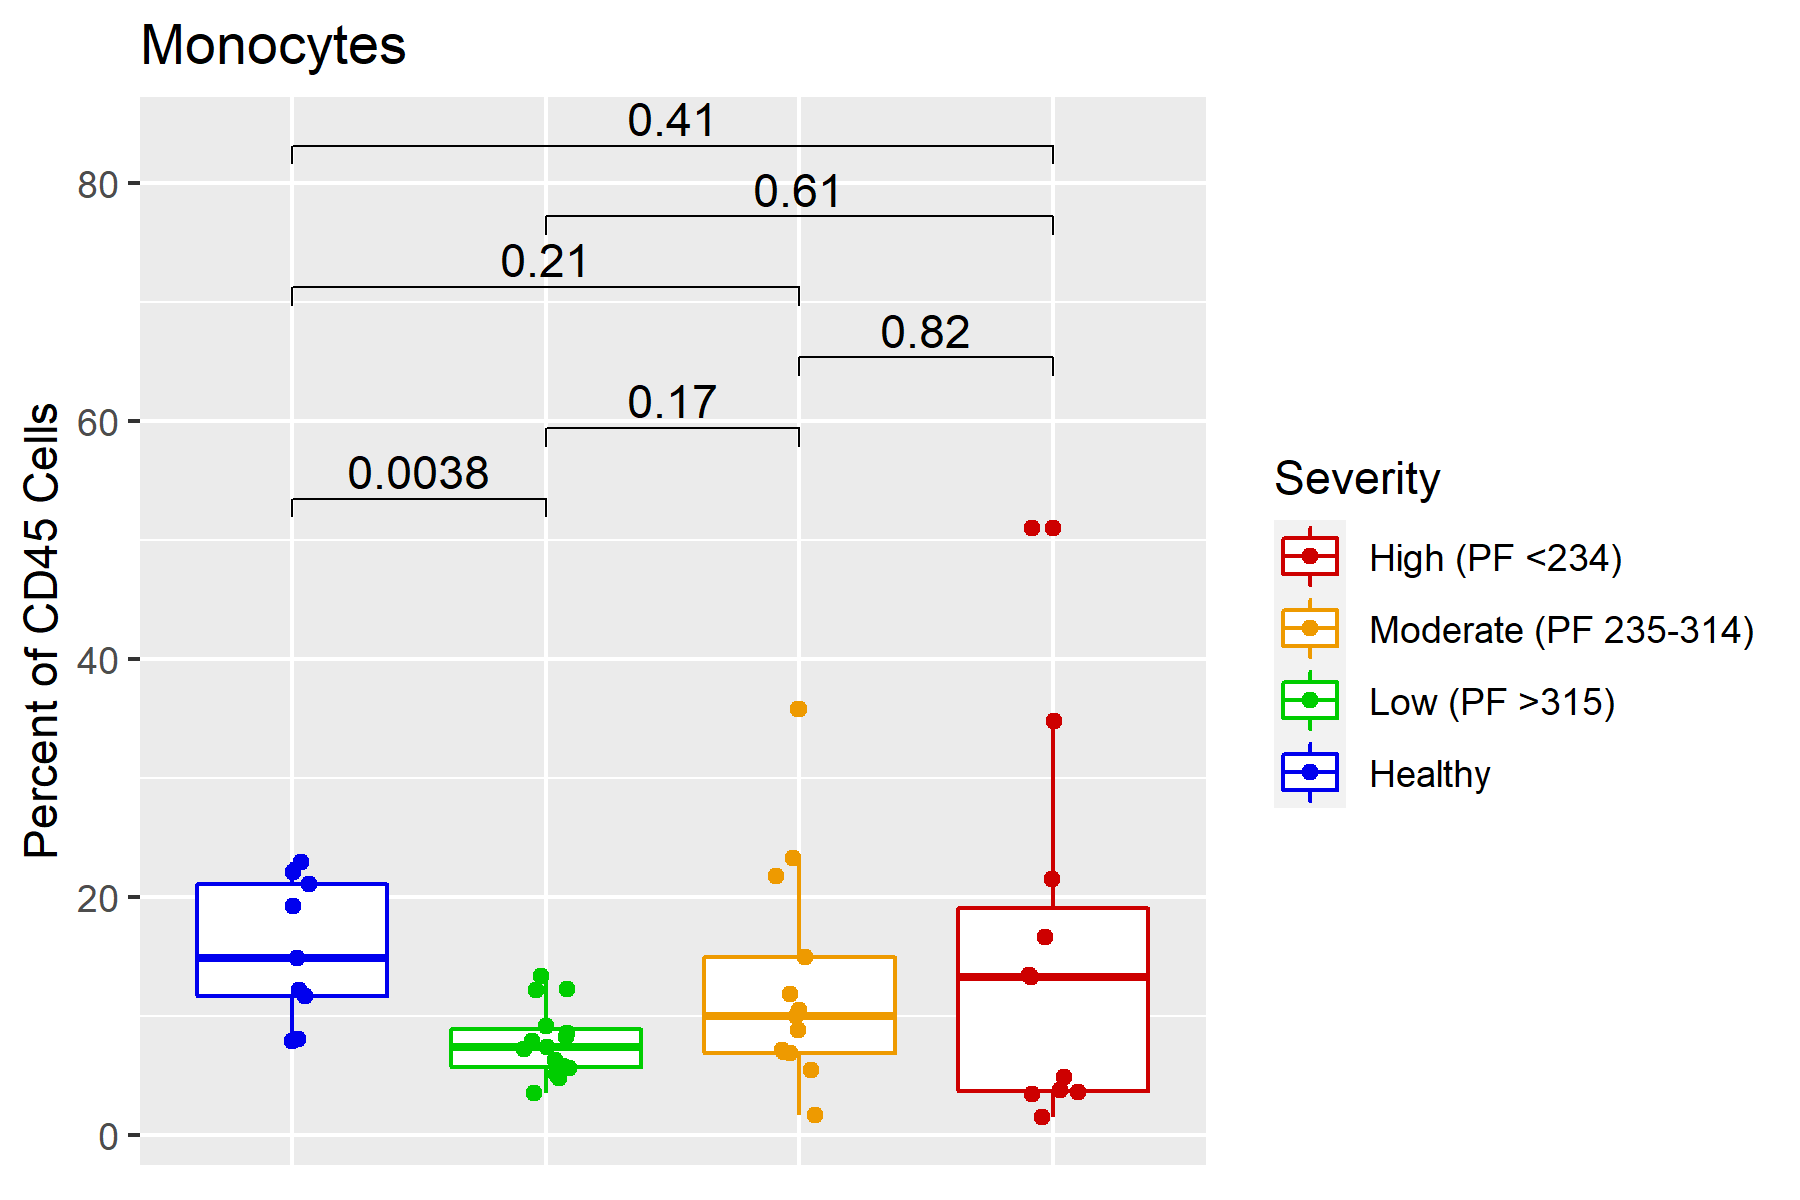 Monocytes
0.41
80
0.61
0.21
0.82
0.17
60
0.0038
Percent of CD45 Cells
40
20
0
Severity
High (PF <234)
Moderate (PF 235-314)
Low (PF >315)
Healthy